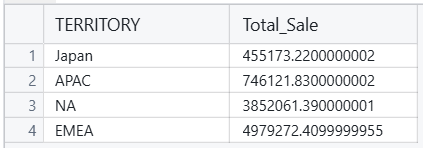 TERRITORY Total_Sale
1 Japan 455173.2200000002
2 APAC 746121.8300000002
3 NA 3852061.390000001
4 EMEA 4979272.4099999955